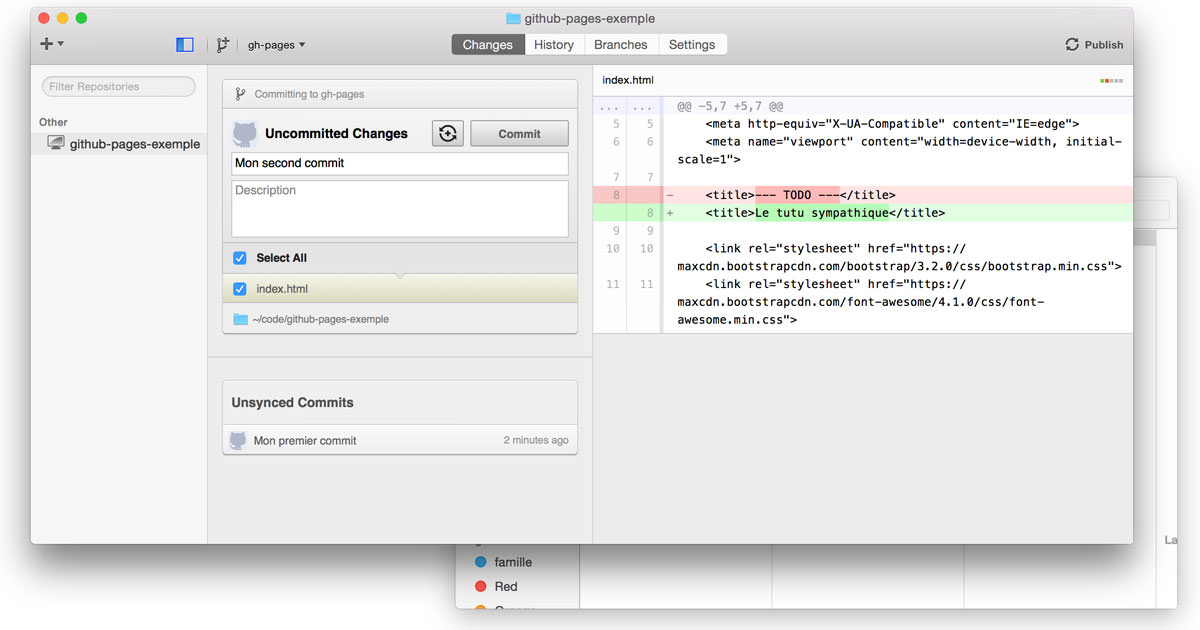 github-pages-exemple
gh-pages
Changes
History
Branches
Settings
Publish
Filter Repositories
Other
github-pages-exemple
Committing to gh-pages
Uncommitted Changes
Commit
Mon second commit
Description
Select All
index.html
~/code/github-pages-exemple
Unsynced Commits
Mon premier commit
2 minutes ago
index.html
... ... @@ -5,7 +5,7 @@
5 5 <meta http-equiv="X-UA-Compatible" content="IE=edge">
6 6 <meta name="viewport" content="width=device-width, initial-
scale=1">
7 7
8 - <title>--- TODO ---</title>
8 + <title>Le tutu sympathique</title>
9 9
10 10 <link rel="stylesheet" href="https://
maxcdn.bootstrapcdn.com/bootstrap/3.2.0/css/bootstrap.min.css">
11 11 <link rel="stylesheet" href="https://
maxcdn.bootstrapcdn.com/font-awesome/4.1.0/css/font-
awesome.min.css">
La
famille
Red